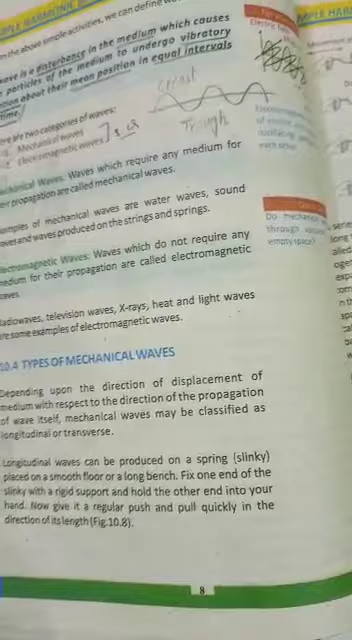 MPLE HARMONIC
the above simple activities, we can define
wave is a disturbance in the medium which causes
particles of the medium to undergo vibratory
about their mean position in equal intervals
time.
crest
Trough
are two categories of waves:
Mechanical waves
Electromagnetic waves
Mechanical Waves: Waves which require any medium for
their propagation are called mechanical waves.
Examples of mechanical waves are water waves, sound
waves and waves produced on the strings and springs.
Electromagnetic Waves: Waves which do not require any
medium for their propagation are called electromagnetic
waves.
Radiowaves, television waves, X-rays, heat and light waves
are some examples of electromagnetic waves.
10.4 TYPES OF MECHANICAL WAVES
Depending upon the direction of displacement of
medium with respect to the direction of the propagation
of wave itself, mechanical waves may be classified as
longitudinal or transverse.
Longitudinal waves can be produced on a spring (slinky)
placed on a smooth floor or a long bench. Fix one end of the
slinky with a rigid support and hold the other end into your
hand. Now give it a regular push and pull quickly in the
direction of its length (Fig.10.8).
8
Do mechanical
through
empty space?
MPLE HAR